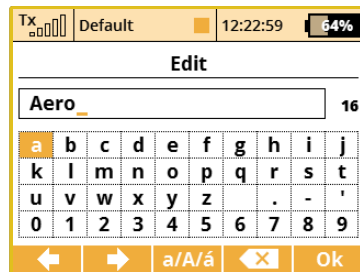 Tx Default 12:22:59 64%
Edit
Aero_ 16
a b c d e f g h i j
k l m n o p q r s t
u v w x y z . - '
0 1 2 3 4 5 6 7 8 9
a/A/á Ok